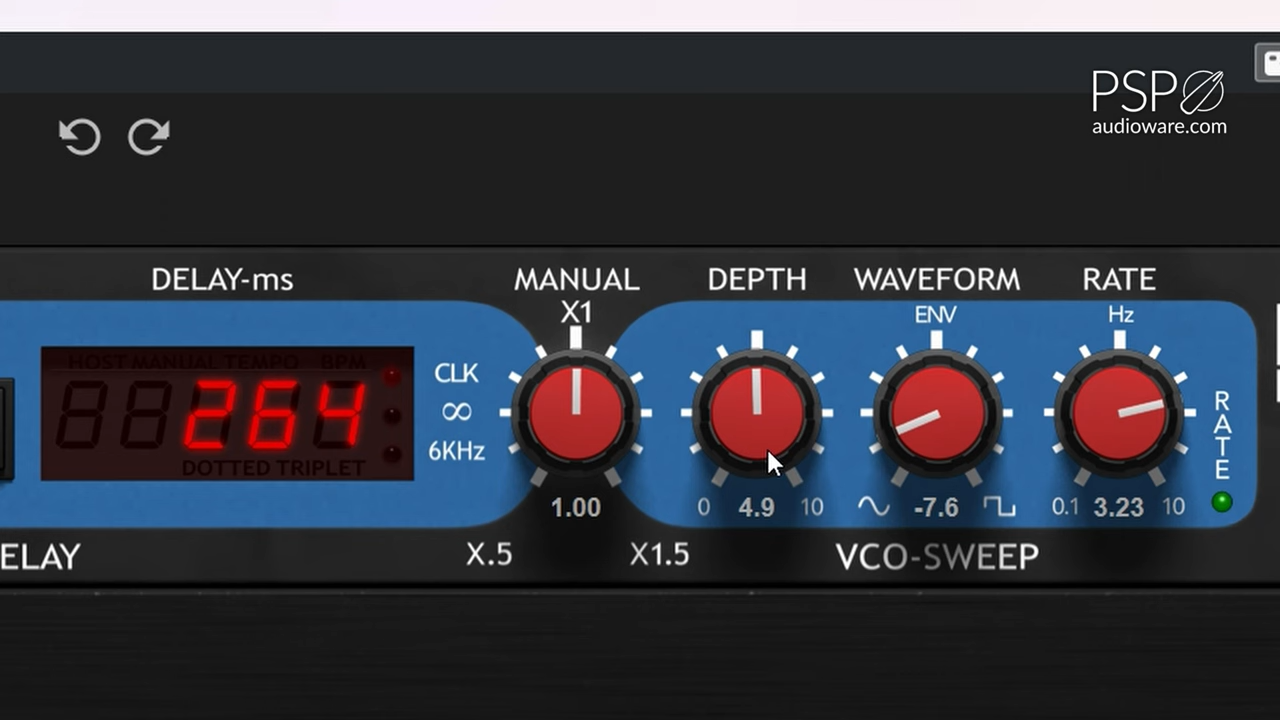 PSP
audioware.com
DELAY-ms
MANUAL
DEPTH
WAVEFORM
RATE
X1
ENV
Hz
HOST MANUAL TEMPO BPM
264
DOTTED TRIPLET
CLK
∞
6KHz
RATE
1.00
0 4.9 10
-7.6
0.1 3.23 10
ELAY
X.5
X1.5
VCO-SWEEP